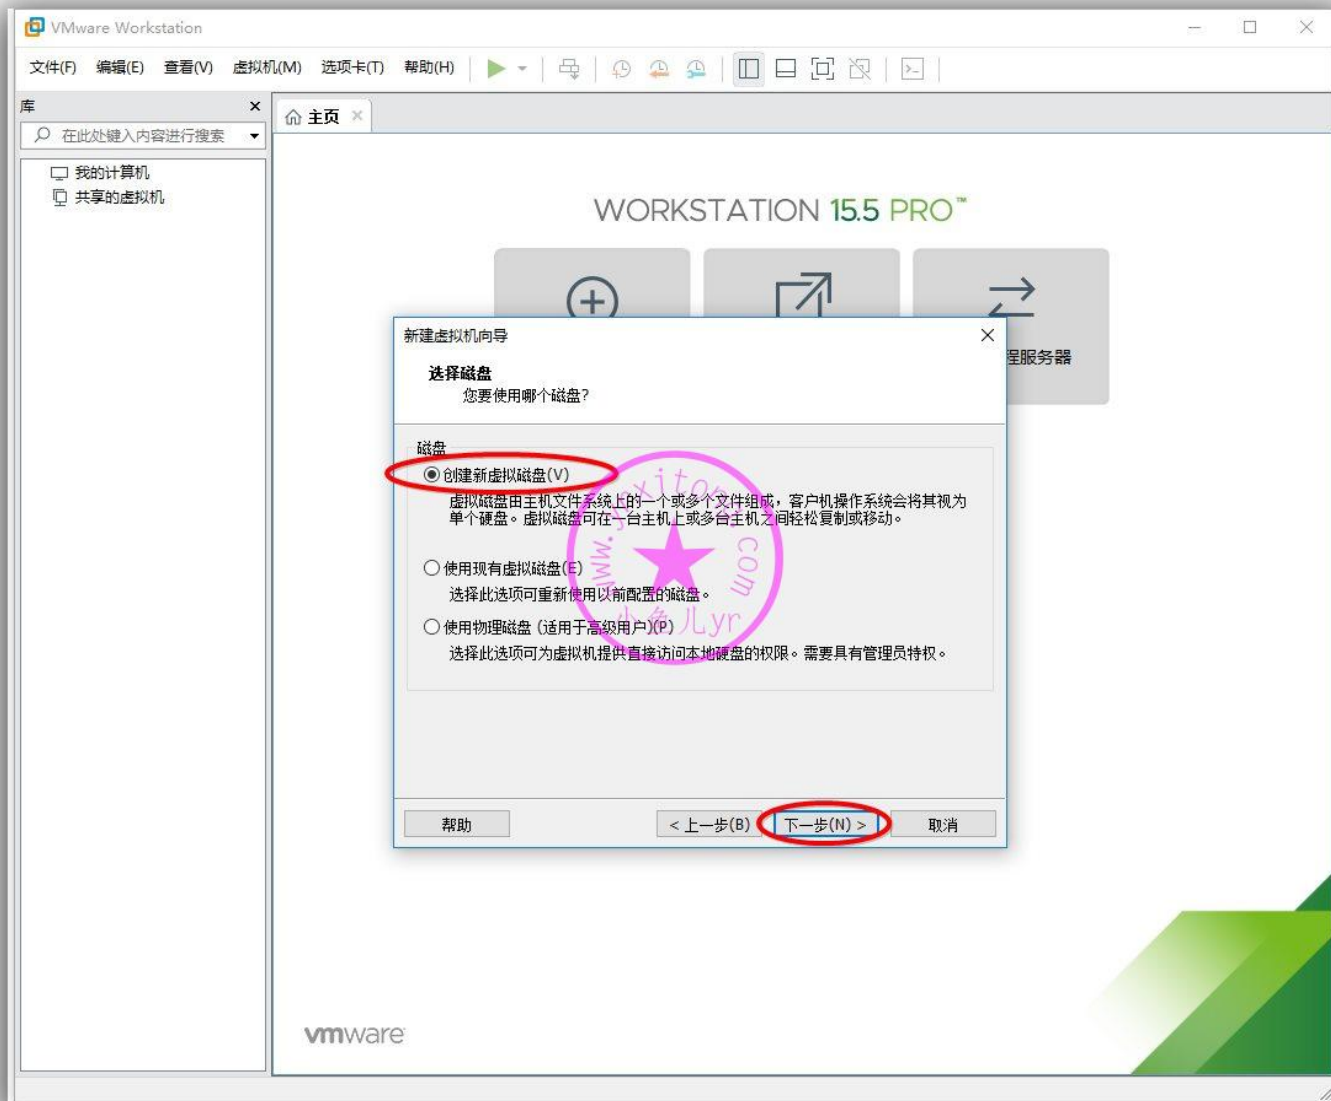 VMware Workstation
文件(F) 编辑(E) 查看(V) 虚拟机(M) 选项卡(T) 帮助(H)
库
主页
在此处键入内容进行搜索
我的计算机
共享的虚拟机
WORKSTATION 15.5 PRO™
程服务器
新建虚拟机向导
选择磁盘
您要使用哪个磁盘?
磁盘
创建新虚拟磁盘(V)
虚拟磁盘由主机文件系统上的一个或多个文件组成，客户机操作系统会将其视为
单个硬盘。虚拟磁盘可在一台主机上或多台主机之间轻松复制或移动。
使用现有虚拟磁盘(E)
选择此选项可重新使用以前配置的磁盘。
使用物理磁盘 (适用于高级用户)(P)
选择此选项可为虚拟机提供直接访问本地硬盘的权限。需要具有管理员特权。
小鱼儿yr
帮助
< 上一步(B)
下一步(N) >
取消
vmware